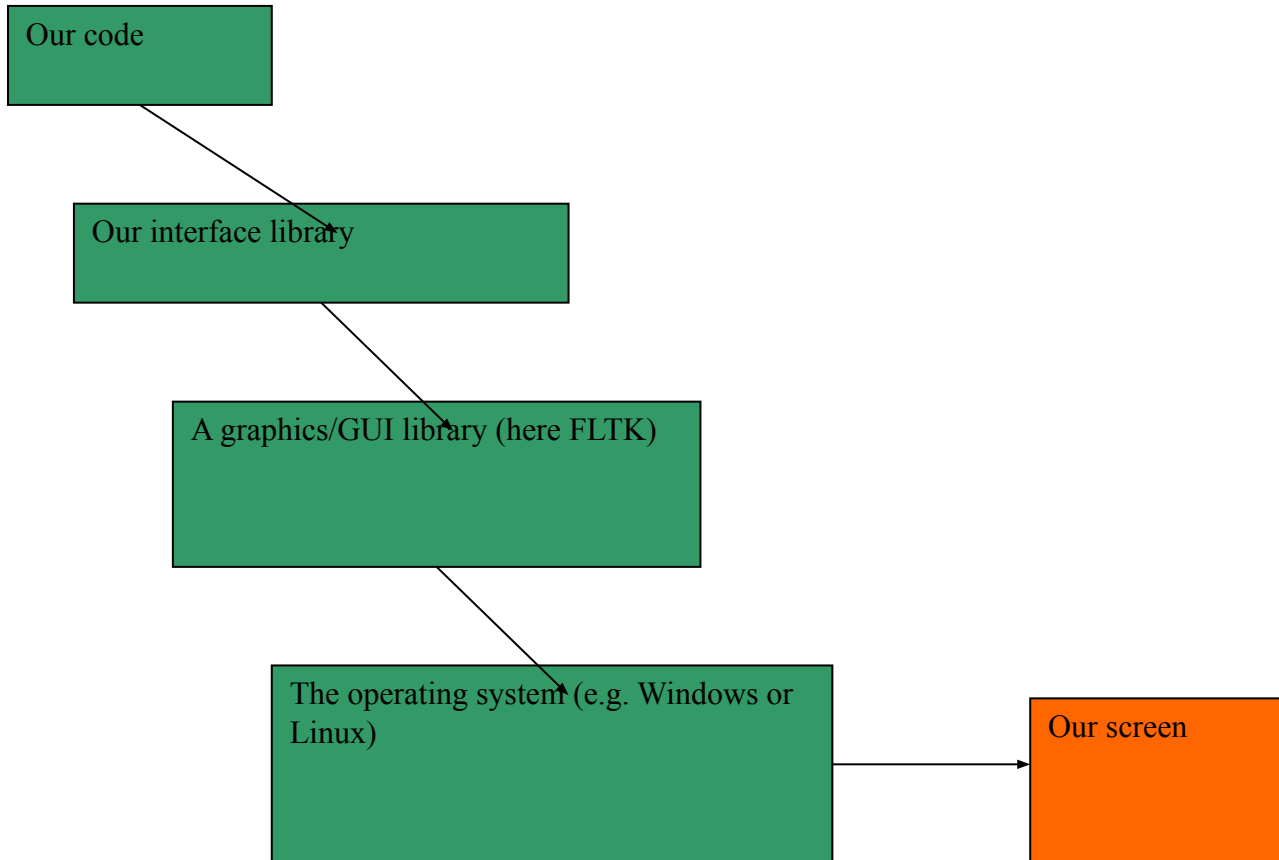 Our code
Our interface library
A graphics/GUI library (here FLTK)
The operating system (e.g. Windows or
Linux)
Our screen